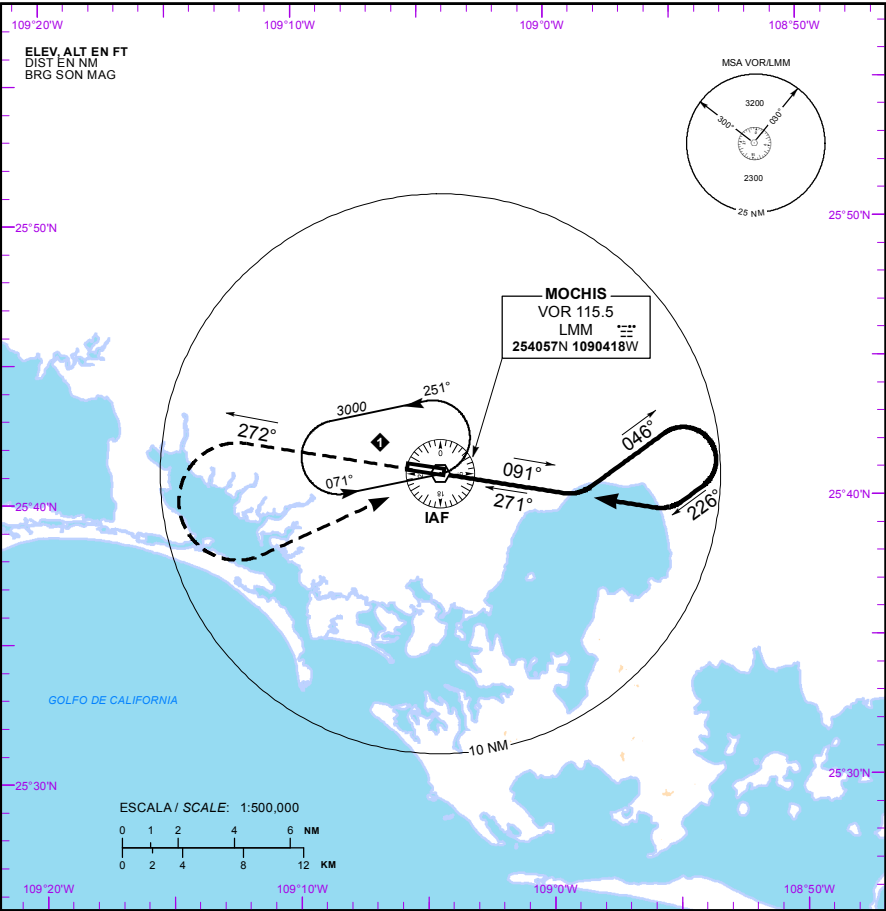 109°20'W
109°10'W
109°0'W
108°50'W
ELEV, ALT EN FT
DIST EN NM
BRG SON MAG
MSA VOR/LMM
3200
300°
030°
2300
25 NM
25°50'N
25°50'N
MOCHIS
VOR 115.5
LMM
254057N 1090418W
251°
3000
1
272°
071°
091°
271°
046°
226°
0
18
IAF
25°40'N
25°40'N
GOLFO DE CALIFORNIA
10 NM
25°30'N
25°30'N
ESCALA / SCALE: 1:500,000
0 1 2 4 6 NM
0 2 4 8 12 KM
109°20'W
109°10'W
109°0'W
108°50'W